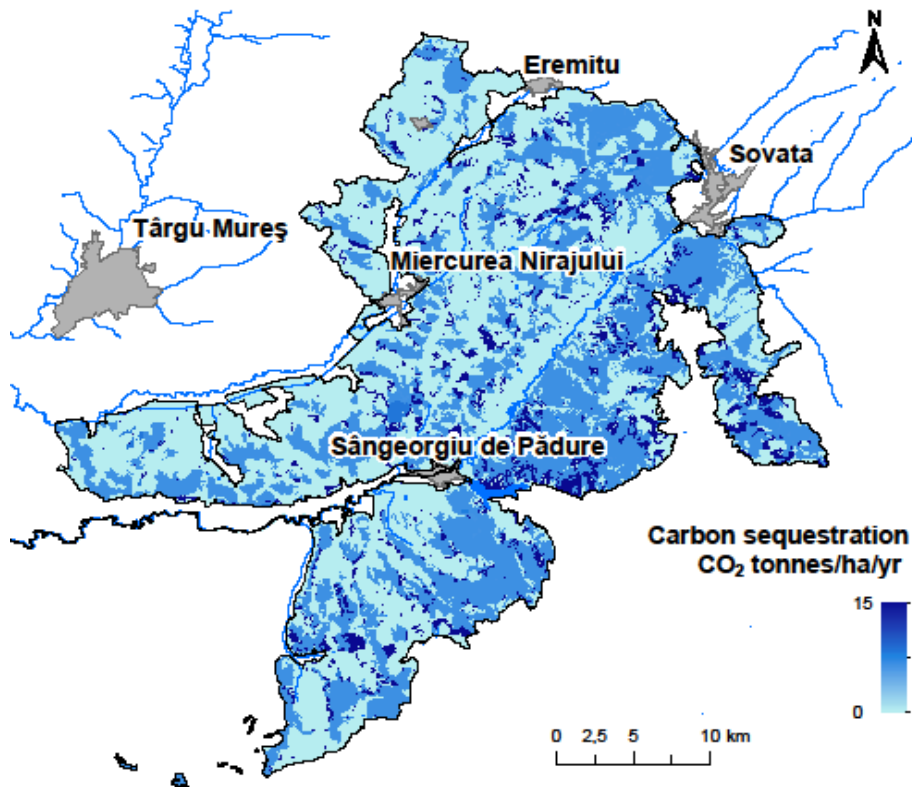 N
Eremitu
Sovata
Târgu Mureş
Miercurea Nirajului
Sângeorgiu de Pădure
Carbon sequestration
CO₂ tonnes/ha/yr
15
0
0 2,5 5 10 km